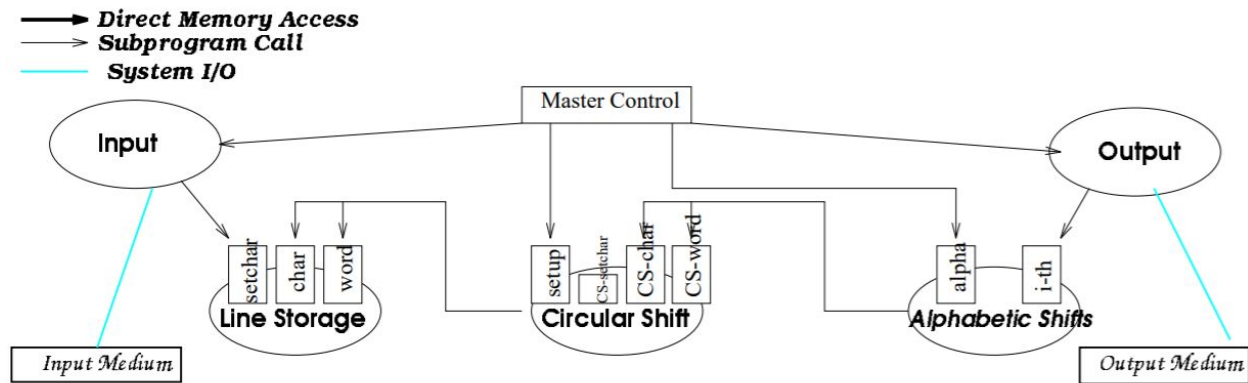 Direct Memory Access
Subprogram Call
System I/O
Master Control
Input
Output
setchar
char
word
setup
CS-setchar
CS-char
CS-word
alpha
i-th
Line Storage
Circular Shift
Alphabetic Shifts
Input Medium
Output Medium